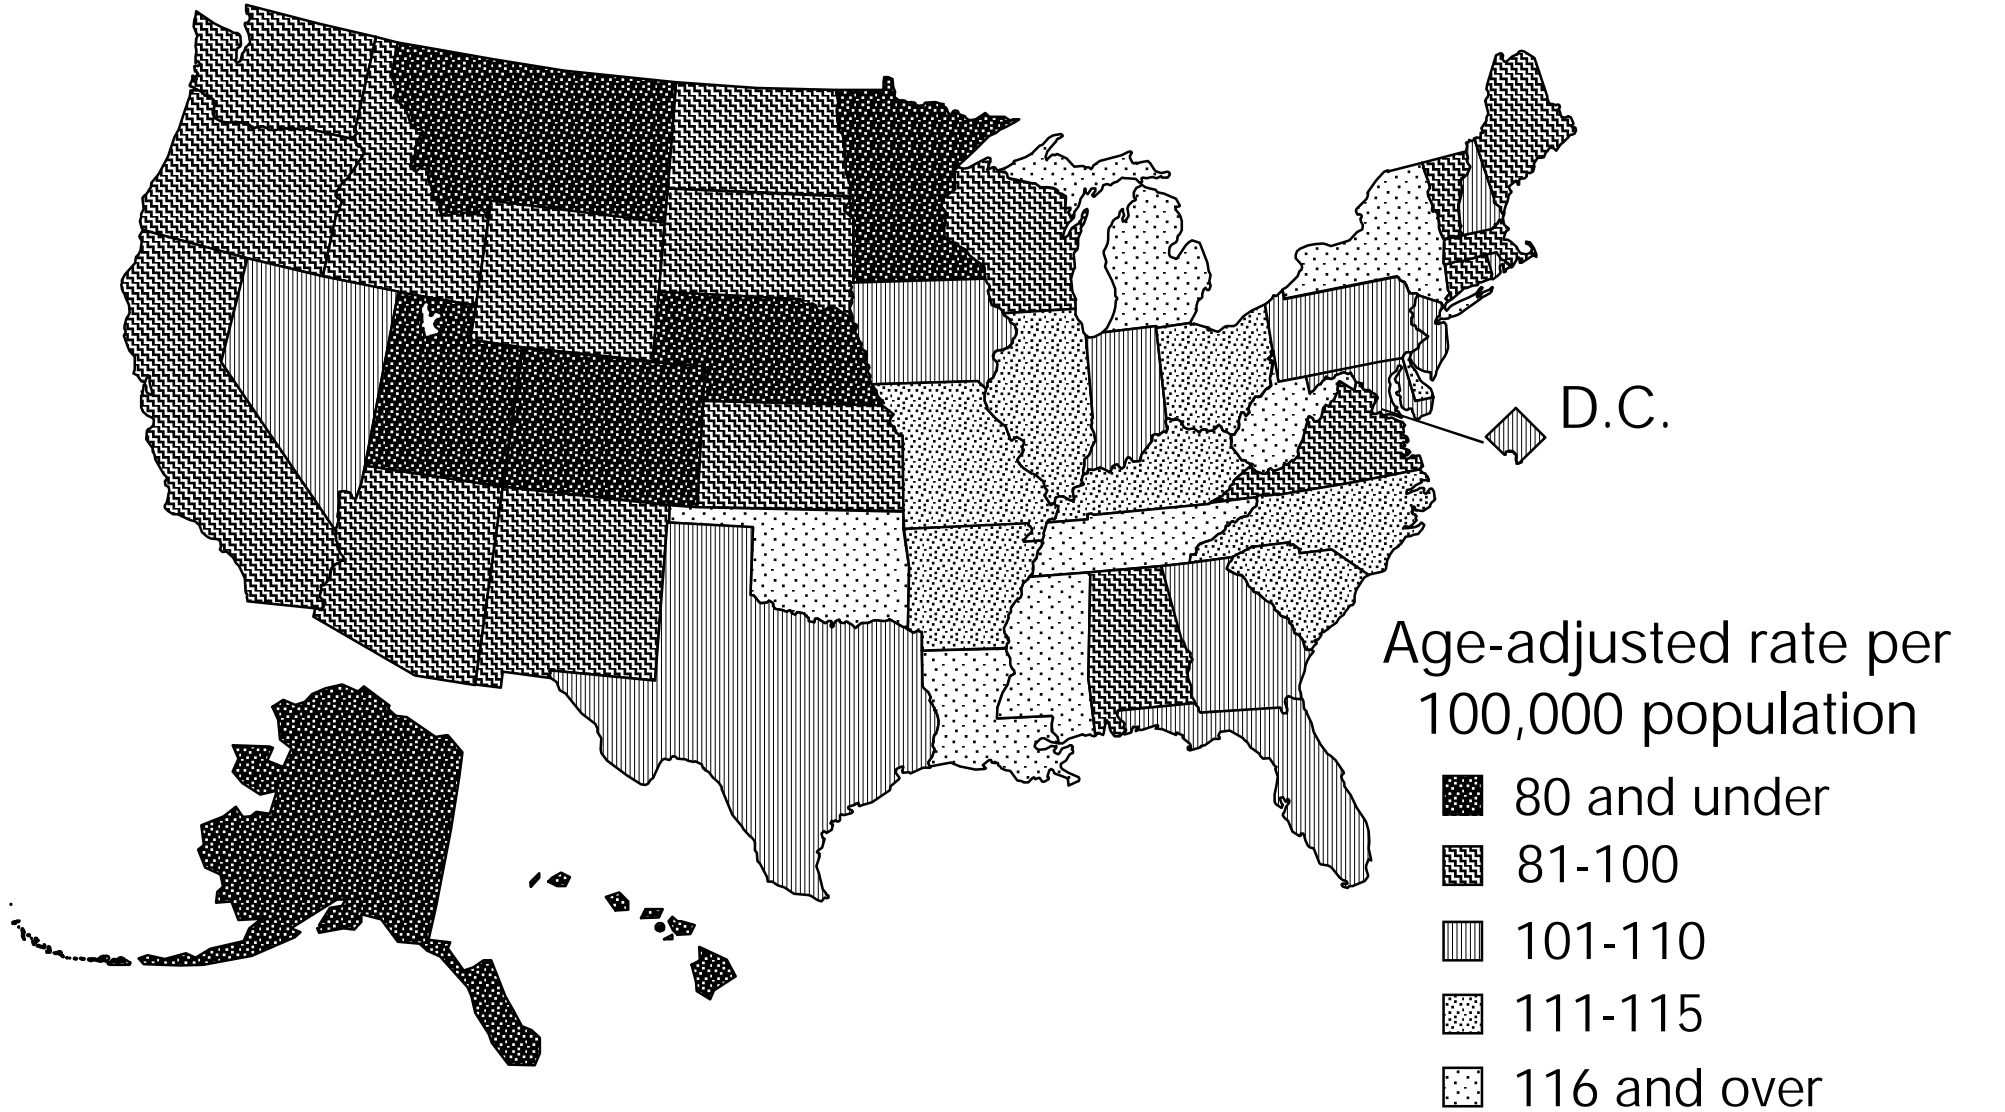 D.C.
Age-adjusted rate per
100,000 population
80 and under
81-100
101-110
111-115
116 and over